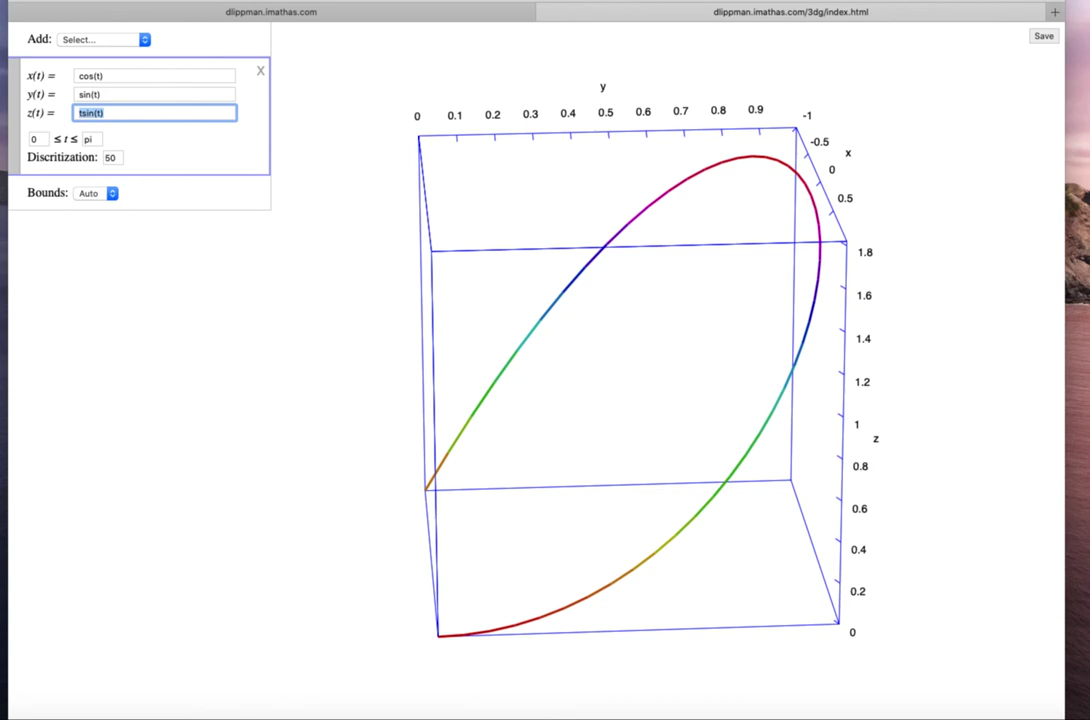 dlippman.imathas.com
dlippman.imathas.com/3dg/index.html
+
Add: Select...
Save
X
x(t) = cos(t)
y(t) = sin(t)
z(t) = tsin(t)
0 ≤ t ≤ pi
Discritization: 50
Bounds: Auto
y
0 0.1 0.2 0.3 0.4 0.5 0.6 0.7 0.8 0.9
-1
-0.5
x
0
0.5
1.8
1.6
1.4
1.2
1
z
0.8
0.6
0.4
0.2
0